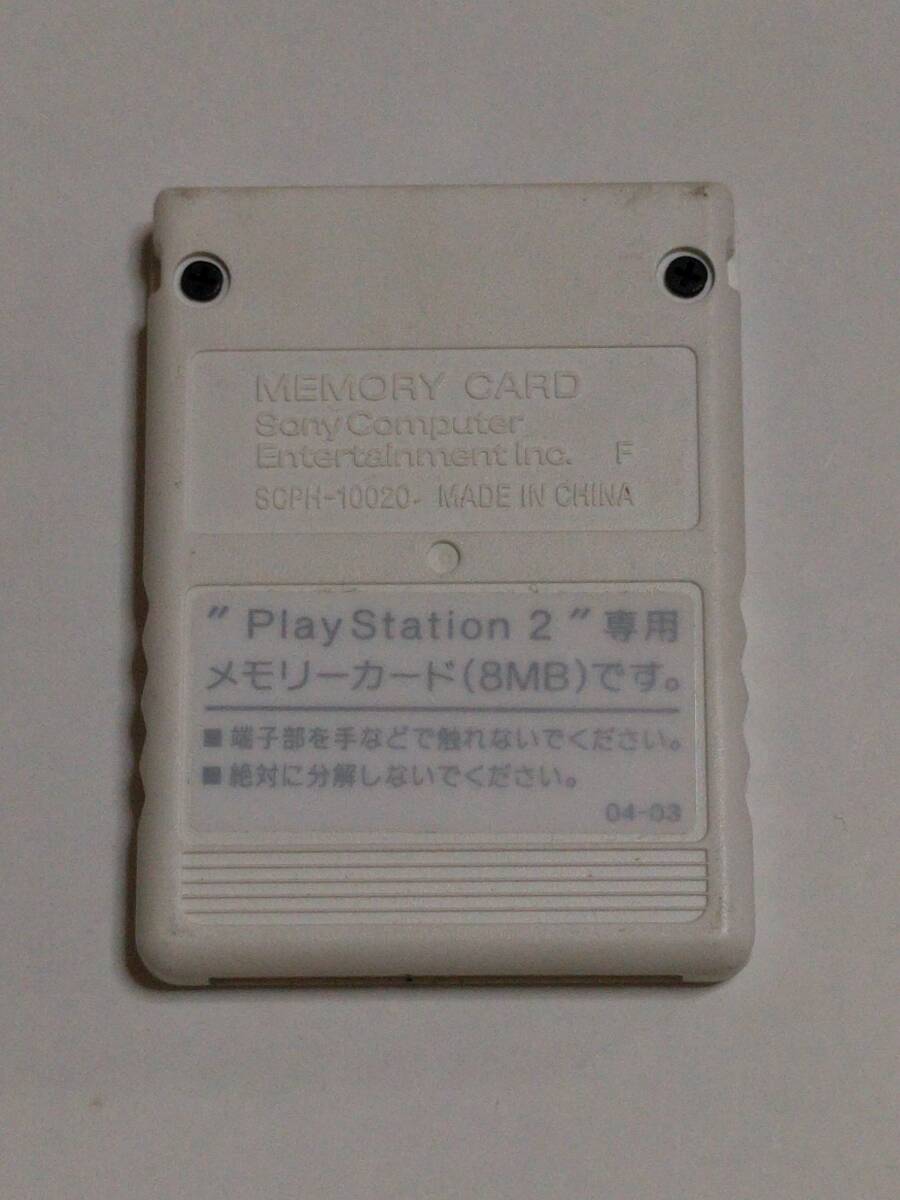 MEMORY CARD
Sony Computer
Entertainment Inc. F
SCPH-10020 MADE IN CHINA
"PlayStation 2" 専用
メモリーカード(8MB)です。
■端子部を手などで触れないでください。
■絶対に分解しないでください。
04-03